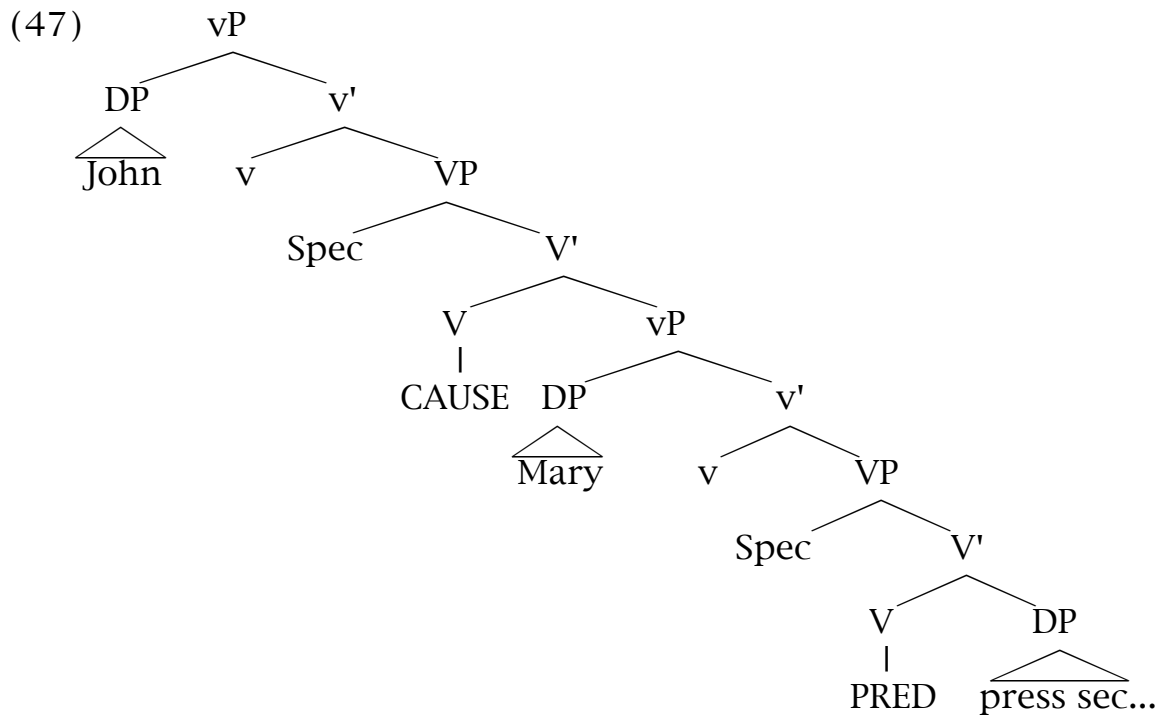 (47) vP
DP v'
John v VP
Spec V'
V vP
CAUSE DP v'
Mary v VP
Spec V'
V DP
PRED press sec...